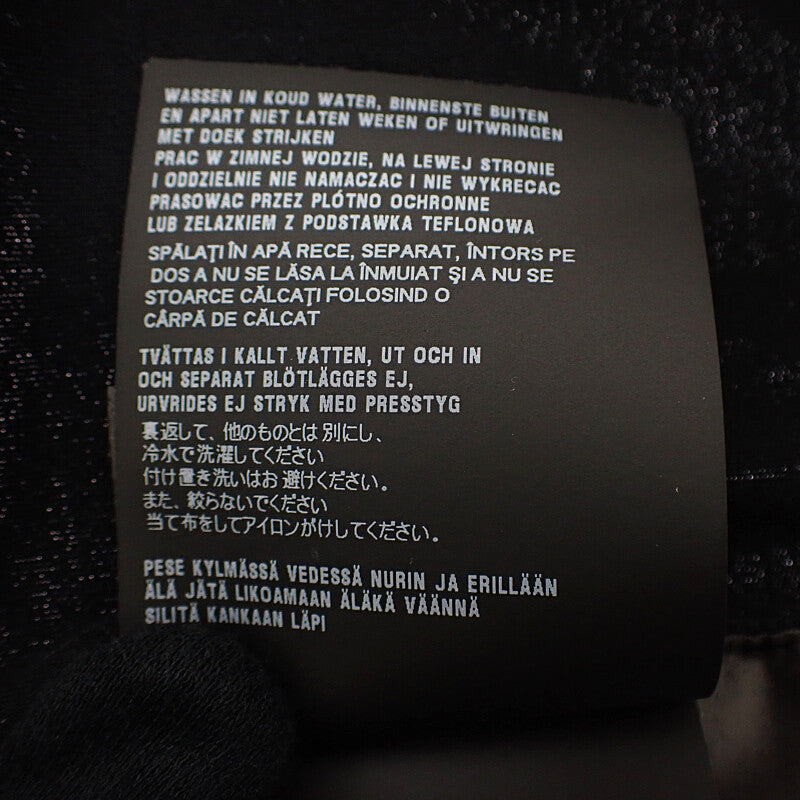 WASSEN IN KOUD WATER, BINNENSTE BUITEN
EN APART NIET LATEN WEKEN OF UITWRINGEN
MET DOEK STRIJKEN
PRAC W ZIMNEJ WODZIE, NA LEWEJ STRONIE
I ODDZIELNIE NIE NAMACZAC I NIE WYKRECAC
PRASOWAC PRZEZ PLÓTNO OCHRONNE
LUB ZELAZKIEM Z PODSTAWKA TEFLONOWA
SPĂLAŢI ÎN APĂ RECE, SEPARAT, ÎNTORS PE
DOS A NU SE LĂSA LA ÎNMUIAT ŞI A NU SE
STOARCE CĂLCAŢI FOLOSIND O
CÂRPĂ DE CĂLCAT
TVÄTTAS I KALLT VATTEN, UT OCH IN
OCH SEPARAT BLÖTLÄGGES EJ,
URVRIDES EJ STRYK MED PRESSTYG
裏返して、他のものとは別にし、
冷水で洗濯してください
付け置き洗いはお避けください。
また、絞らないでください
当て布をしてアイロンがけしてください。
PESE KYLMÄSSÄ VEDESSÄ NURIN JA ERILLÄÄN
ÄLÄ JÄTÄ LIKOAMAAN ÄLÄKÄ VÄÄNNÄ
SILITÄ KANKAAN LÄPI